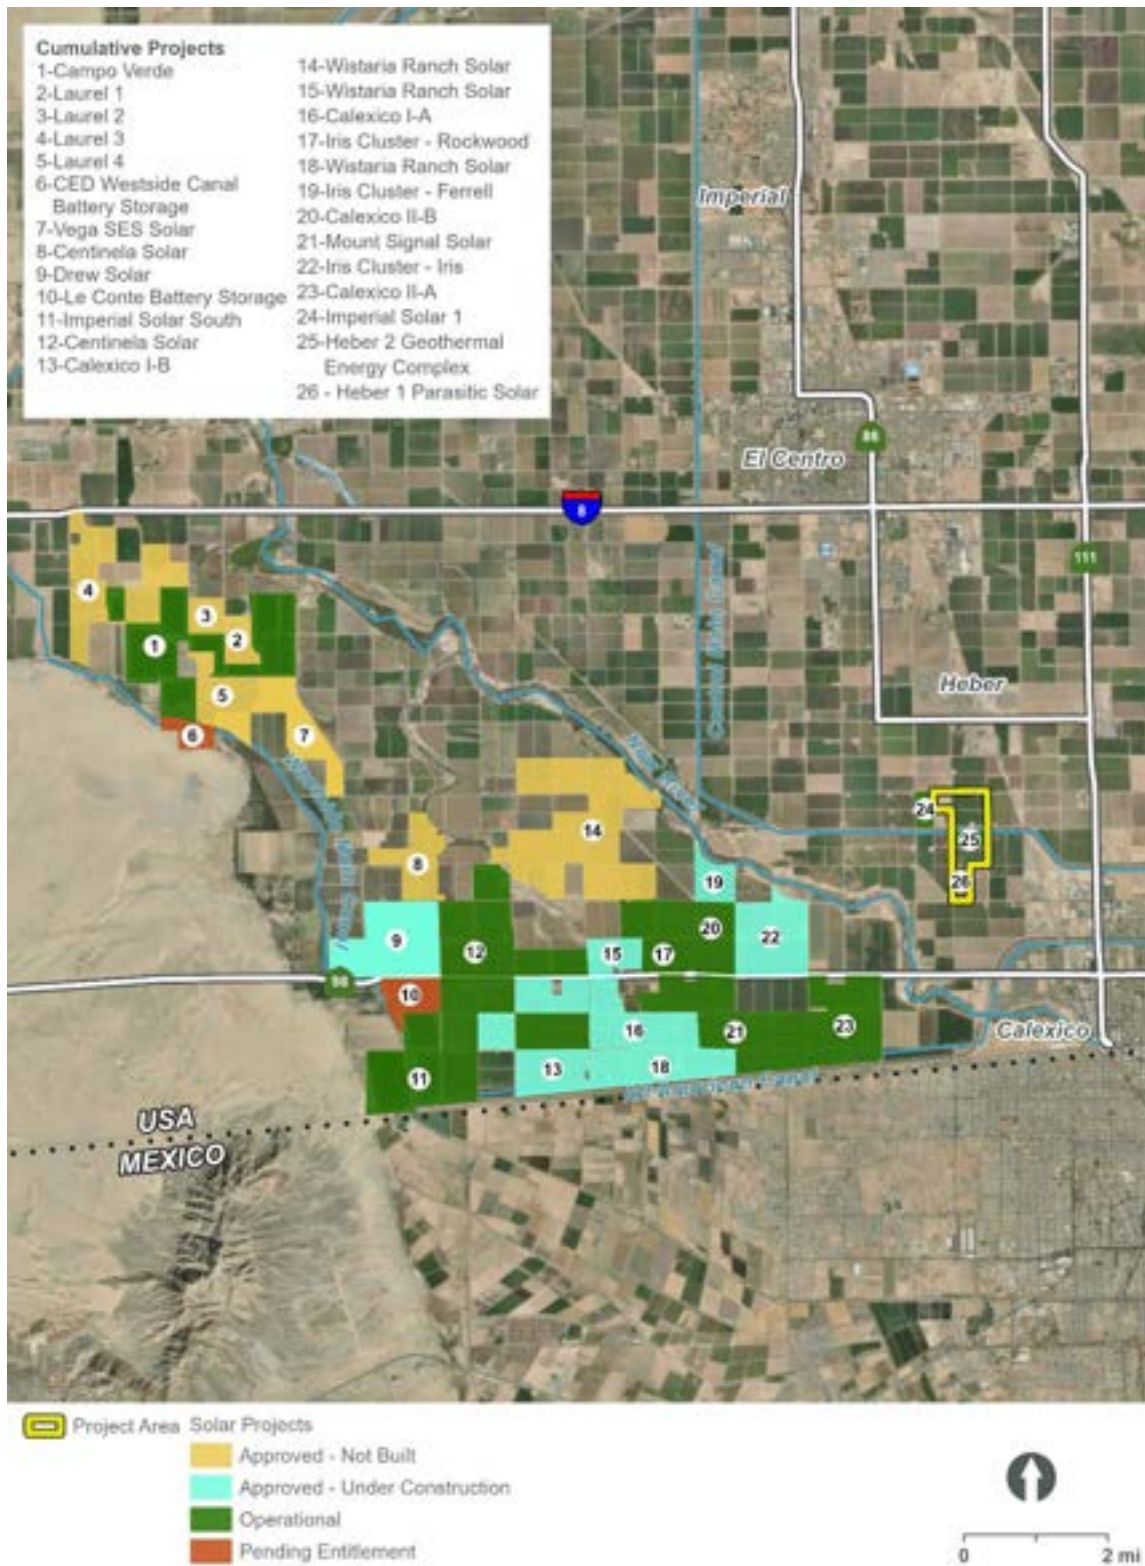 Cumulative Projects
1-Campo Verde
2-Laurel 1
3-Laurel 2
4-Laurel 3
5-Laurel 4
6-CED Westside Canal
Battery Storage
7-Vega SES Solar
8-Centinela Solar
9-Drew Solar
10-Le Conte Battery Storage
11-Imperial Solar South
12-Centinela Solar
13-Calexico I-B
14-Wistaria Ranch Solar
15-Wistaria Ranch Solar
16-Calexico I-A
17-Iris Cluster - Rockwood
18-Wistaria Ranch Solar
19-Iris Cluster - Ferrell
20-Calexico II-B
21-Mount Signal Solar
22-Iris Cluster - Iris
23-Calexico II-A
24-Imperial Solar 1
25-Heber 2 Geothermal
Energy Complex
26 - Heber 1 Parasitic Solar
Imperial
El Centro
86
8
111
4
3
2
1
5
6
7
Heber
New River
24
25
26
14
8
19
9
12
15
17
20
22
98
10
16
21
23
Calexico
11
13
18
USA
MEXICO
Project Area
Solar Projects
Approved - Not Built
Approved - Under Construction
Operational
Pending Entitlement
0 2 mi